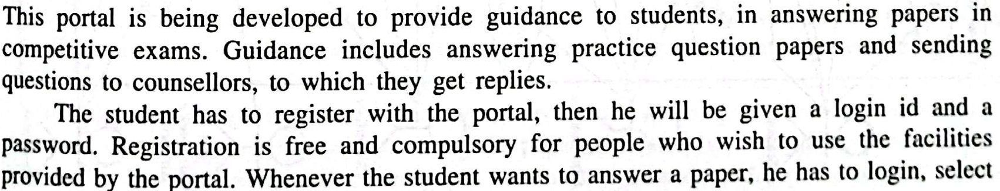 This portal is being developed to provide guidance to students, in answering papers in
competitive exams. Guidance includes answering practice question papers and sending
questions to counsellors, to which they get replies.
The student has to register with the portal, then he will be given a login id and a
password. Registration is free and compulsory for people who wish to use the facilities
provided by the portal. Whenever the student wants to answer a paper, he has to login, select